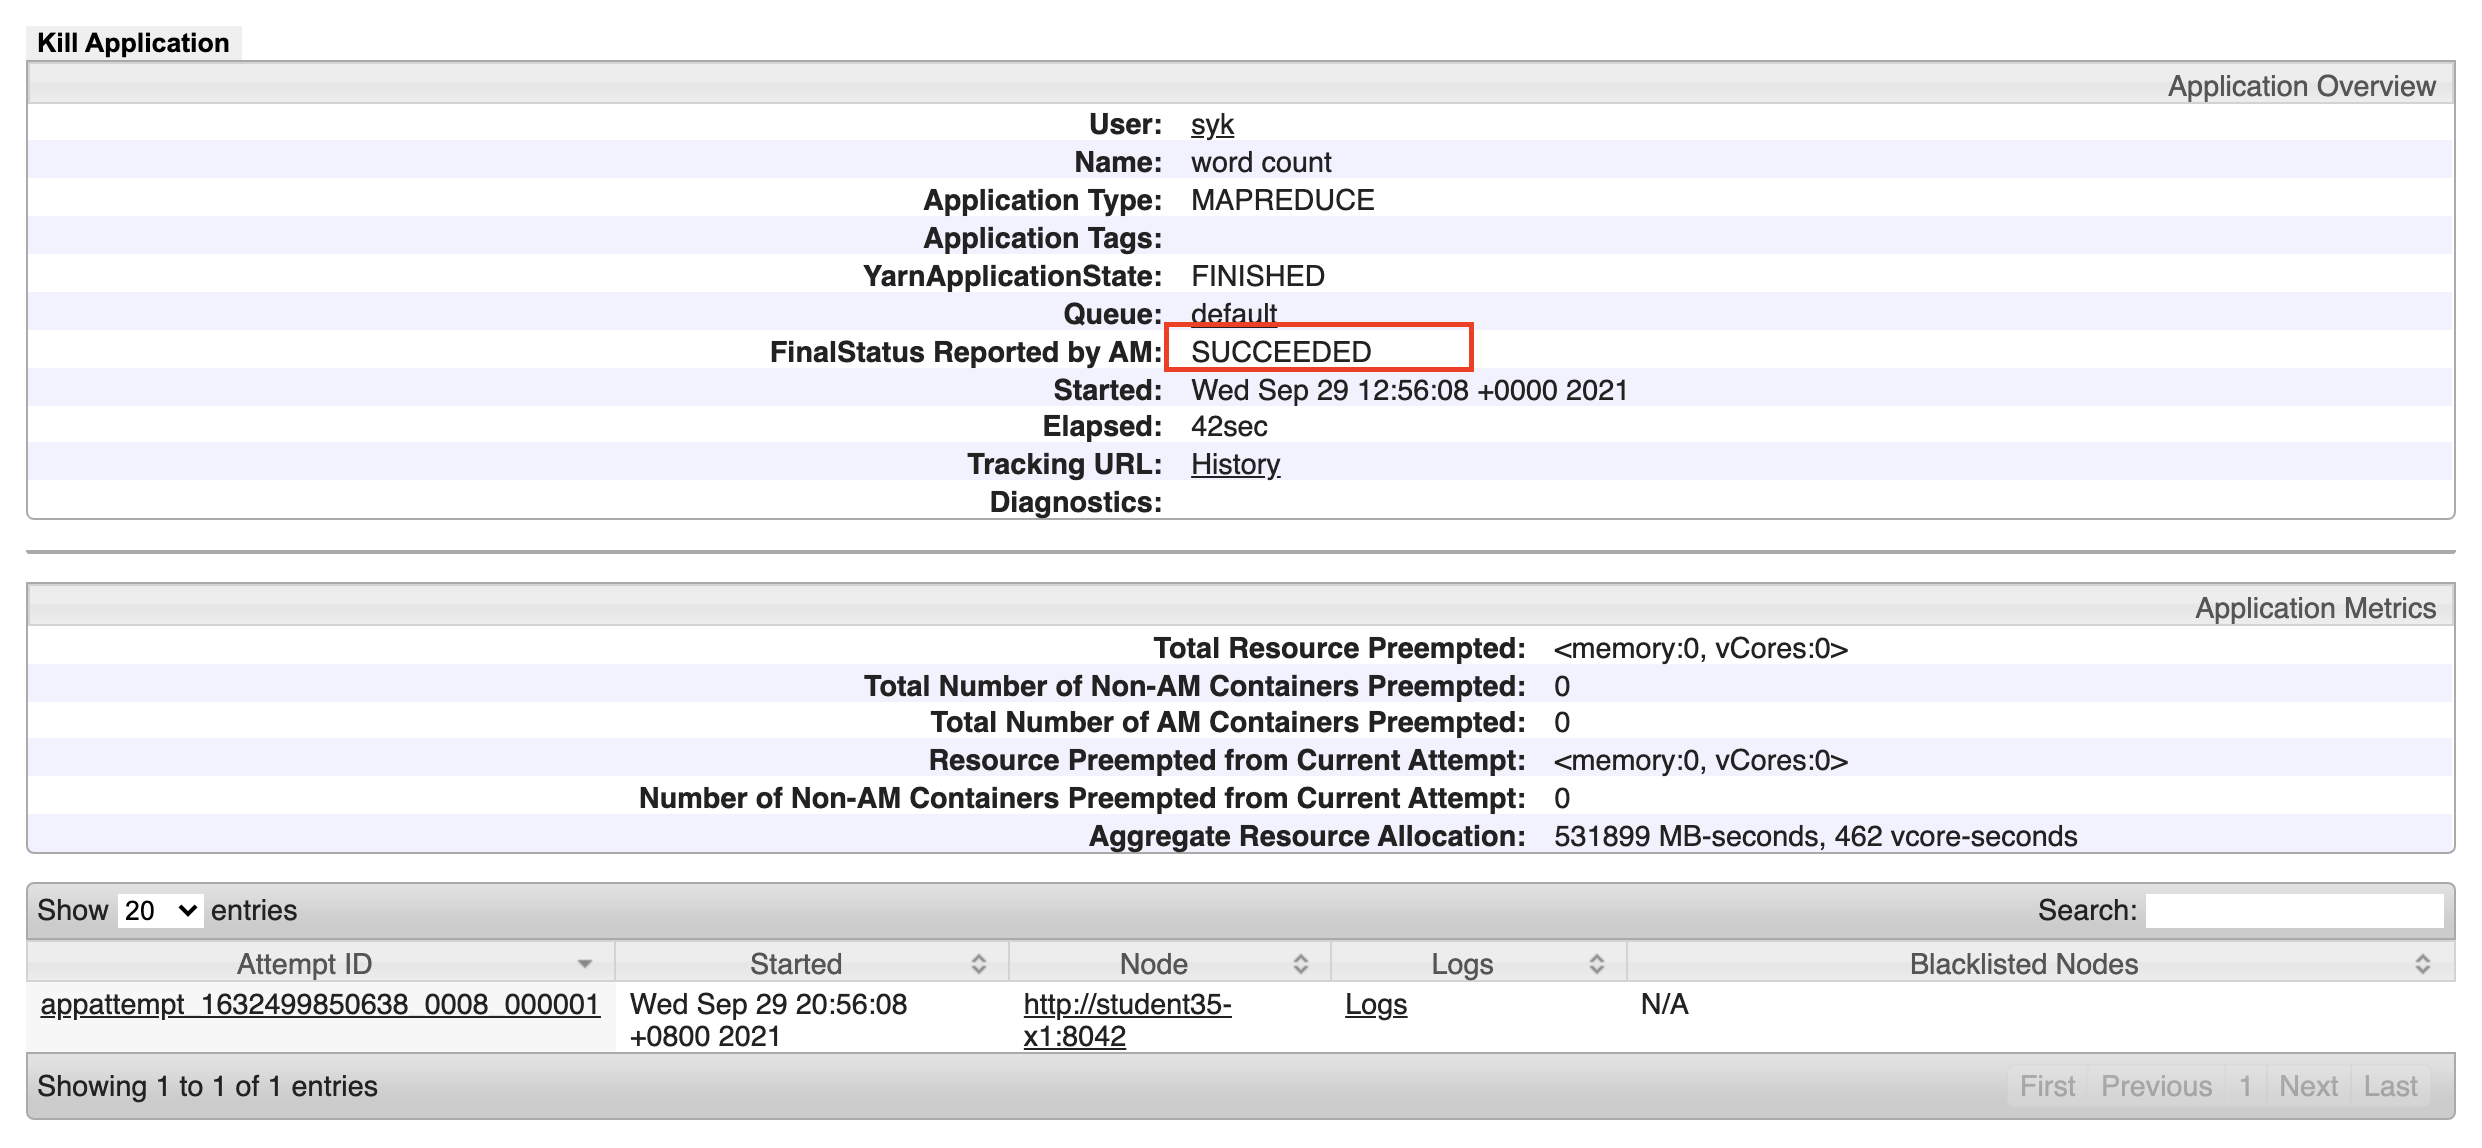 Kill Application
Application Overview
User: syk
Name: word count
Application Type: MAPREDUCE
Application Tags:
YarnApplicationState: FINISHED
Queue: default
FinalStatus Reported by AM: SUCCEEDED
Started: Wed Sep 29 12:56:08 +0000 2021
Elapsed: 42sec
Tracking URL: History
Diagnostics:
Application Metrics
Total Resource Preempted: <memory:0, vCores:0>
Total Number of Non-AM Containers Preempted: 0
Total Number of AM Containers Preempted: 0
Resource Preempted from Current Attempt: <memory:0, vCores:0>
Number of Non-AM Containers Preempted from Current Attempt: 0
Aggregate Resource Allocation: 531899 MB-seconds, 462 vcore-seconds
Show 20 entries Search:
Attempt ID Started Node Logs Blacklisted Nodes
appattempt_1632499850638_0008_000001 Wed Sep 29 20:56:08 http://student35- Logs N/A
+0800 2021 x1:8042
Showing 1 to 1 of 1 entries First Previous 1 Next Last